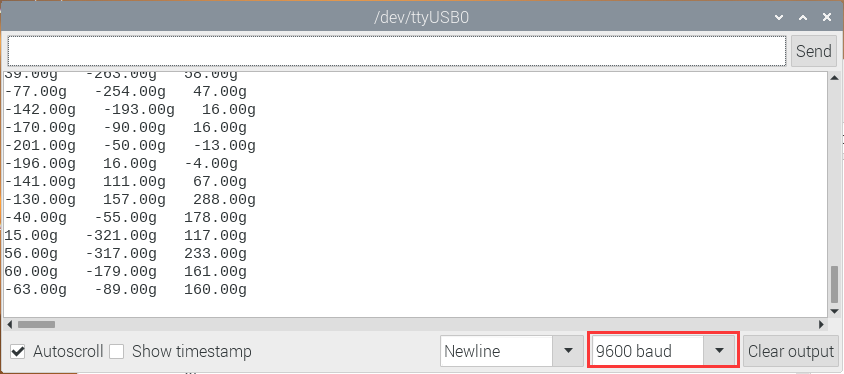 /dev/ttyUSB0
Send
39.00g -263.00g 58.00g
-77.00g -254.00g 47.00g
-142.00g -193.00g 16.00g
-170.00g -90.00g 16.00g
-201.00g -50.00g -13.00g
-196.00g 16.00g -4.00g
-141.00g 111.00g 67.00g
-130.00g 157.00g 288.00g
-40.00g -55.00g 178.00g
15.00g -321.00g 117.00g
56.00g -317.00g 233.00g
60.00g -179.00g 161.00g
-63.00g -89.00g 160.00g
Autoscroll Show timestamp Newline 9600 baud Clear output